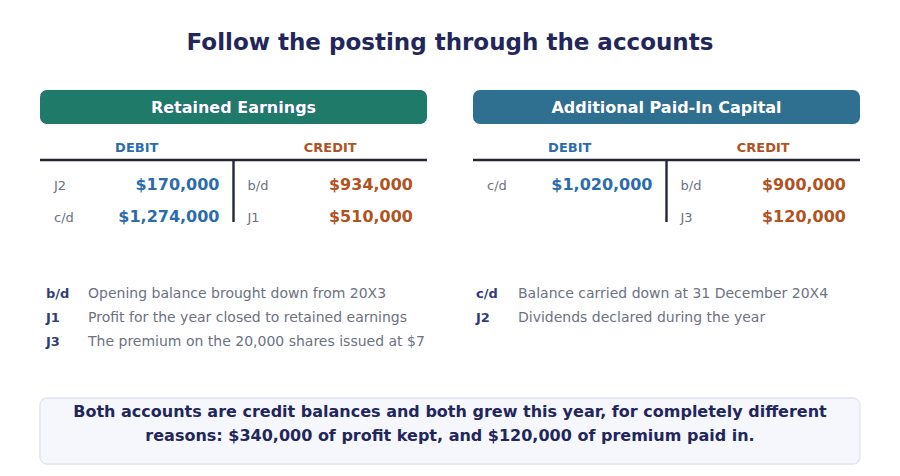 Follow the posting through the accounts
Retained Earnings
DEBIT CREDIT
J2 $170,000 b/d $934,000
c/d $1,274,000 J1 $510,000
Additional Paid-In Capital
DEBIT CREDIT
c/d $1,020,000 b/d $900,000
J3 $120,000
b/d Opening balance brought down from 20X3
J1 Profit for the year closed to retained earnings
J3 The premium on the 20,000 shares issued at $7
c/d Balance carried down at 31 December 20X4
J2 Dividends declared during the year
Both accounts are credit balances and both grew this year, for completely different
reasons: $340,000 of profit kept, and $120,000 of premium paid in.